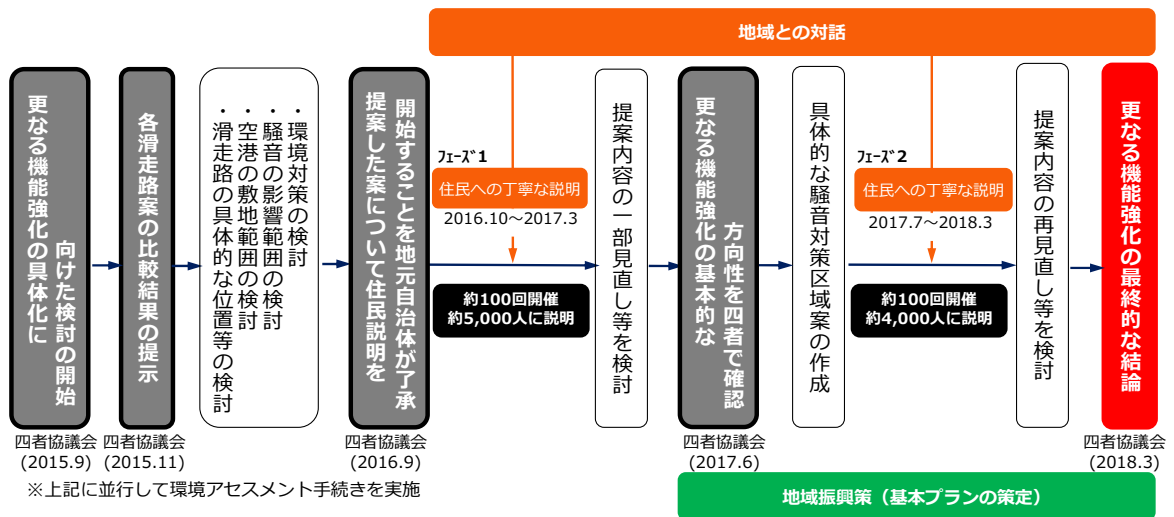 地域との対話
更なる機能強化の具体化に
向けた検討の開始
各滑走路案の比較結果の提示
・環境対策の検討
・騒音の影響範囲の検討
・空港の敷地範囲の検討
・滑走路の具体的な位置等の検討
提案した案について住民説明を
開始することを地元自治体が了承
ﾌｪｰｽﾞ1
住民への丁寧な説明
2016.10～2017.3
約100回開催
約5,000人に説明
提案内容の一部見直し等を検討
更なる機能強化の基本的な
方向性を四者で確認
具体的な騒音対策区域案の作成
ﾌｪｰｽﾞ2
住民への丁寧な説明
2017.7～2018.3
約100回開催
約4,000人に説明
提案内容の再見直し等を検討
更なる機能強化の最終的な結論
四者協議会
(2015.9)
四者協議会
(2015.11)
四者協議会
(2016.9)
四者協議会
(2017.6)
四者協議会
(2018.3)
※上記に並行して環境アセスメント手続きを実施
地域振興策（基本プランの策定）